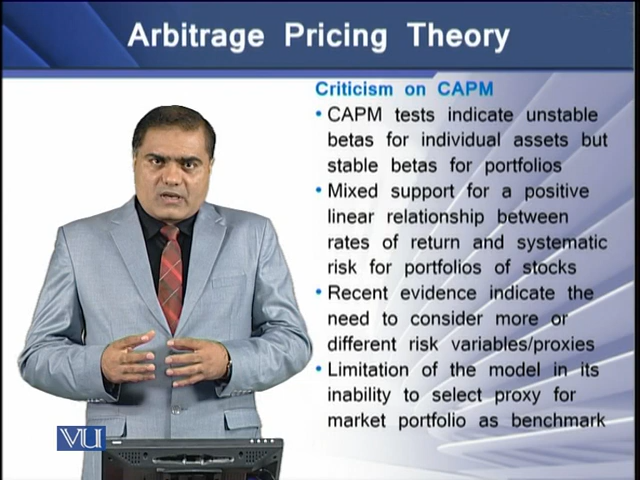 Arbitrage Pricing Theory
Criticism on CAPM
• CAPM tests indicate unstable
betas for individual assets but
stable betas for portfolios
• Mixed support for a positive
linear relationship between
rates of return and systematic
risk for portfolios of stocks
• Recent evidence indicate the
need to consider more or
different risk variables/proxies
• Limitation of the model in its
inability to select proxy for
market portfolio as benchmark
VU